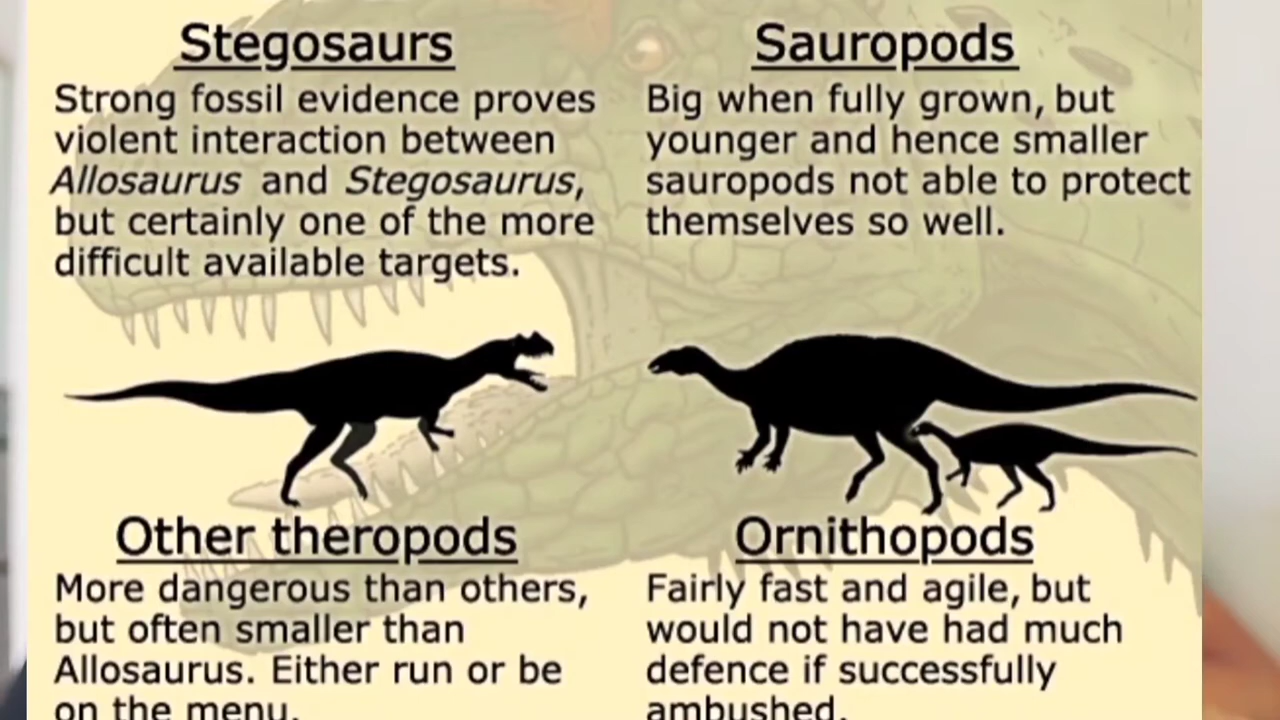 Stegosaurs
Strong fossil evidence proves
violent interaction between
Allosaurus and Stegosaurus,
but certainly one of the more
difficult available targets.
Sauropods
Big when fully grown, but
younger and hence smaller
sauropods not able to protect
themselves so well.
Other theropods
More dangerous than others,
but often smaller than
Allosaurus. Either run or be
on the menu.
Ornithopods
Fairly fast and agile, but
would not have had much
defence if successfully
ambushed.